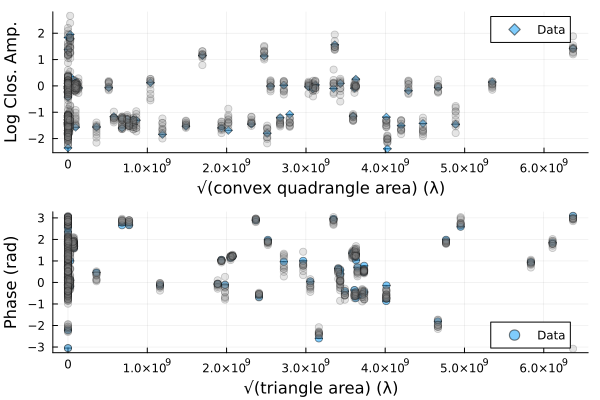 Log Clos. Amp.
2
1
0
−1
−2
Data
0 1.0×10⁹ 2.0×10⁹ 3.0×10⁹ 4.0×10⁹ 5.0×10⁹ 6.0×10⁹
√(convex quadrangle area) (λ)
Phase (rad)
3
2
1
0
−1
−2
−3
Data
0 1.0×10⁹ 2.0×10⁹ 3.0×10⁹ 4.0×10⁹ 5.0×10⁹ 6.0×10⁹
√(triangle area) (λ)